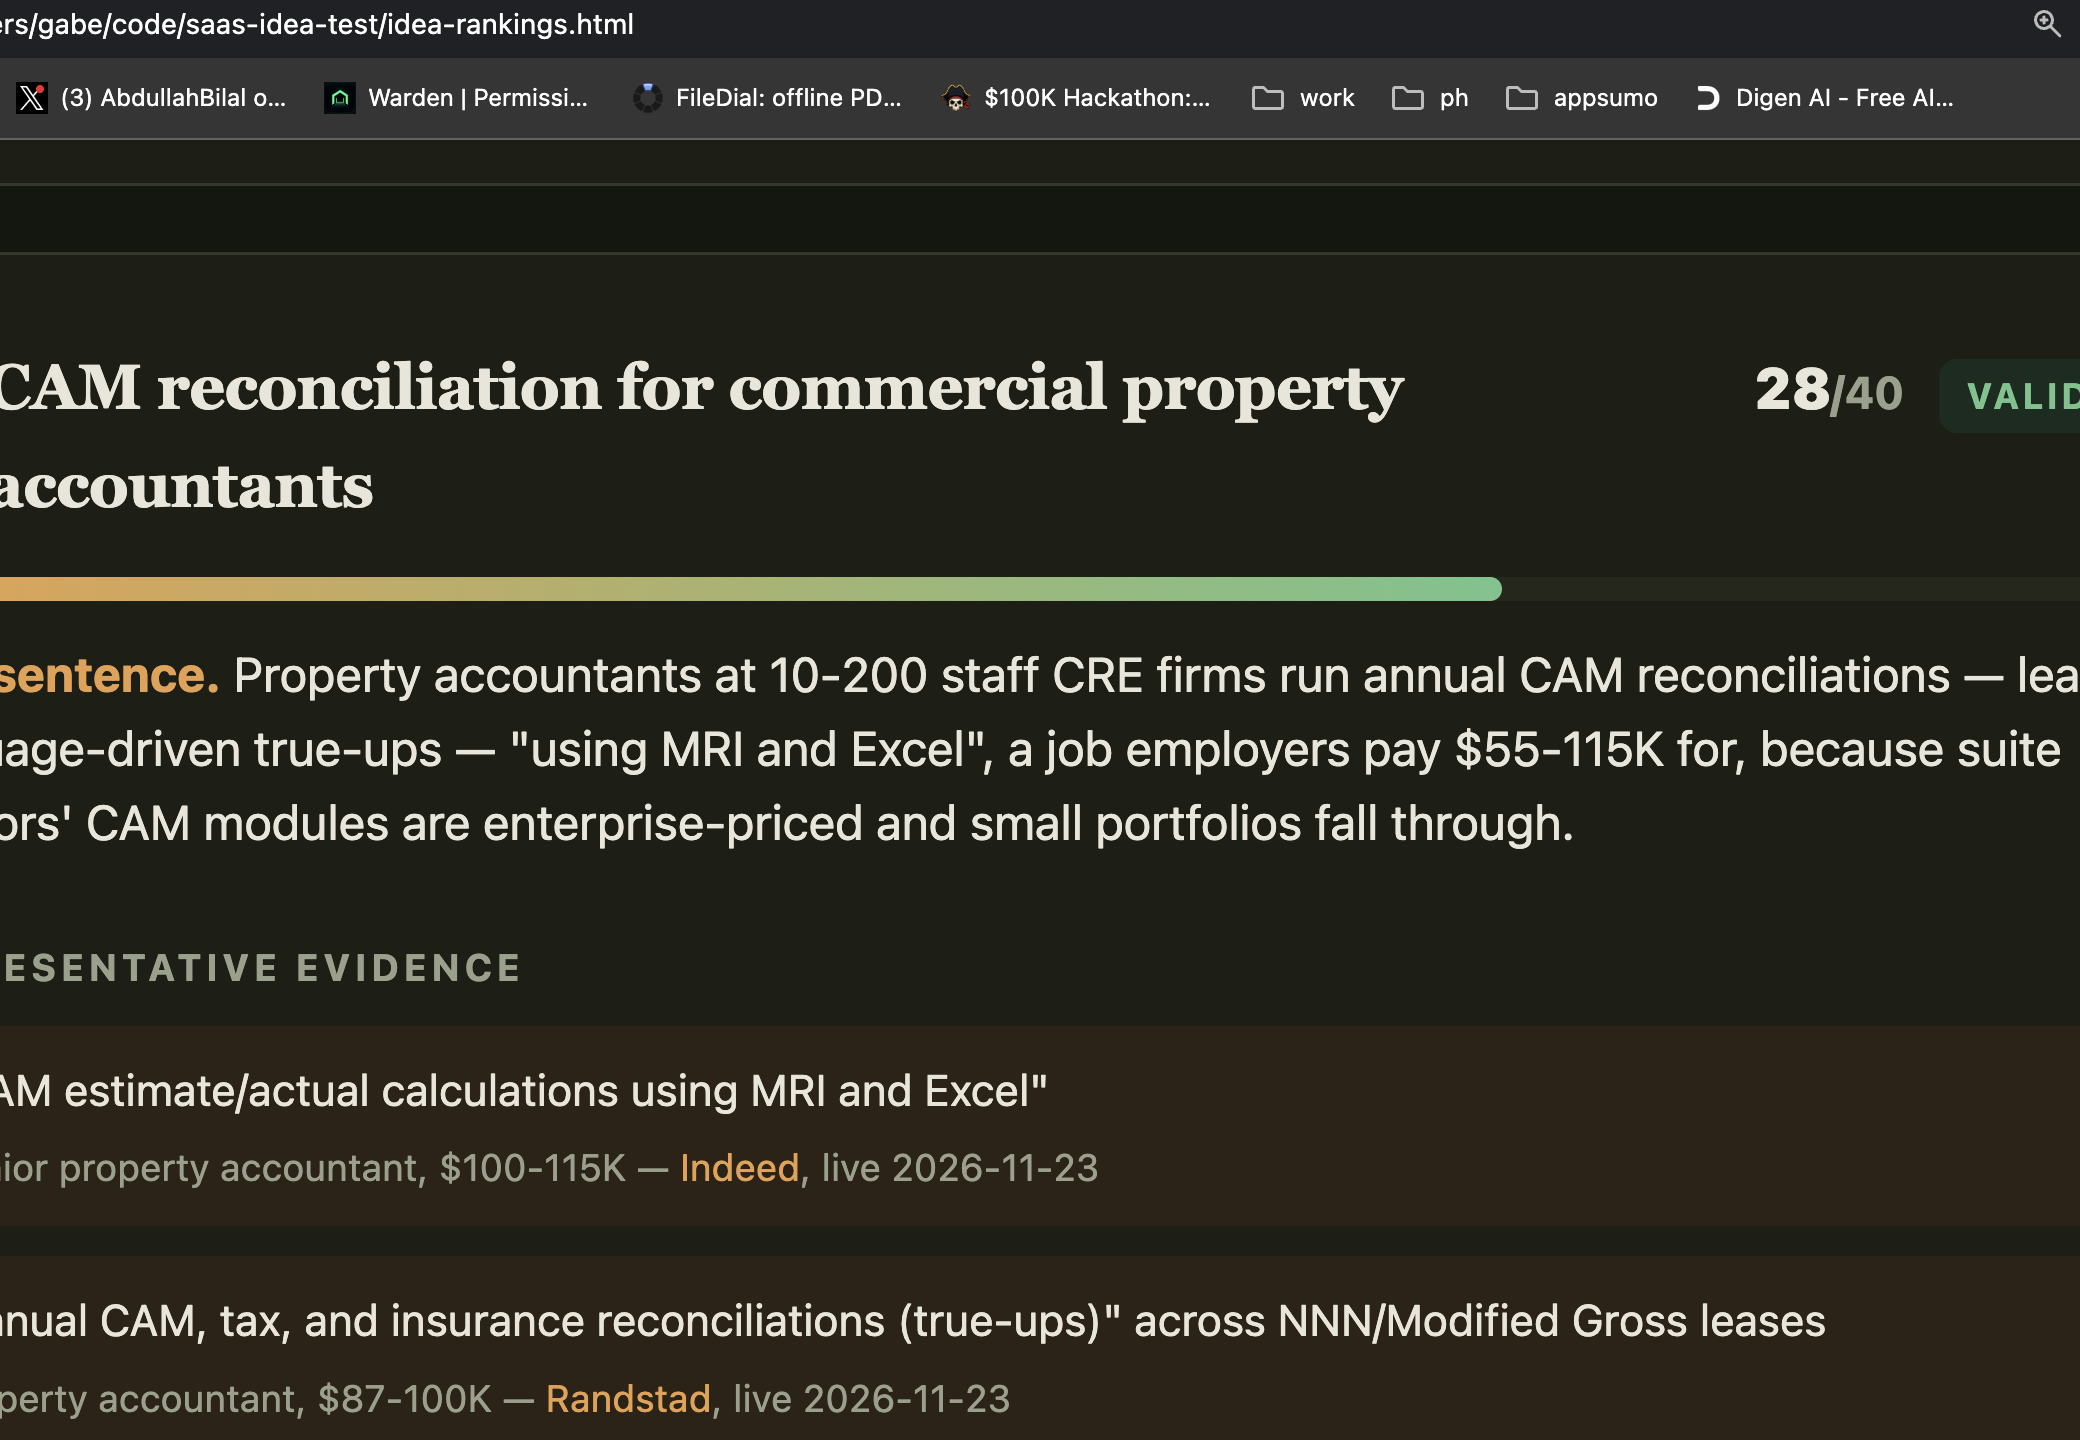 ers/gabe/code/saas-idea-test/idea-rankings.html
(3) AbdullahBilal o... Warden | Permissi... FileDial: offline PD... $100K Hackathon:... work ph appsumo Digen AI - Free AI...
CAM reconciliation for commercial property
accountants
28/40 VALID
sentence. Property accountants at 10-200 staff CRE firms run annual CAM reconciliations — lea
uage-driven true-ups — "using MRI and Excel", a job employers pay $55-115K for, because suite
ors' CAM modules are enterprise-priced and small portfolios fall through.
ESENTATIVE EVIDENCE
AM estimate/actual calculations using MRI and Excel"
ior property accountant, $100-115K — Indeed, live 2026-11-23
nnual CAM, tax, and insurance reconciliations (true-ups)" across NNN/Modified Gross leases
perty accountant, $87-100K — Randstad, live 2026-11-23